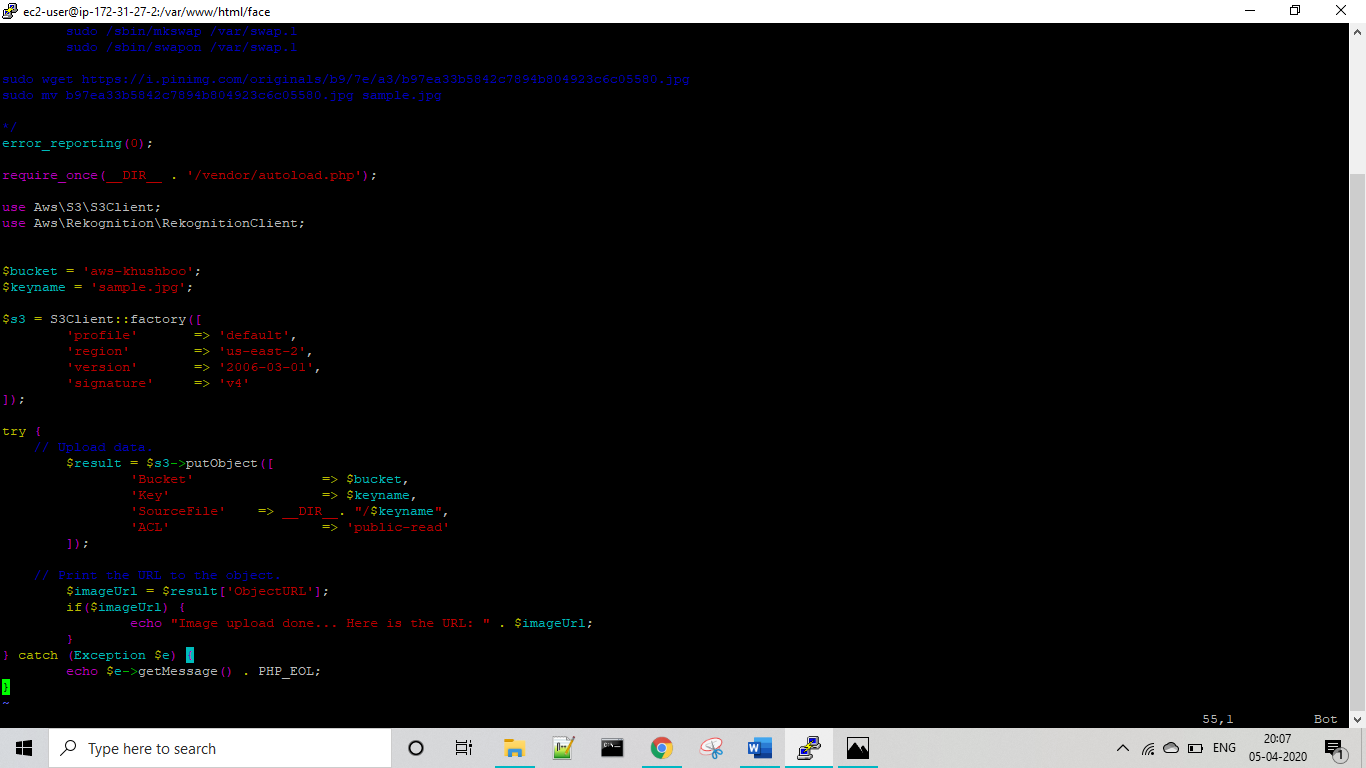 ec2-user@ip-172-31-27-2:/var/www/html/face
sudo /sbin/mkswap /var/swap.1
sudo /sbin/swapon /var/swap.1
sudo wget https://i.pinimg.com/originals/b9/7e/a3/b97ea33b5842c7894b804923c6c05580.jpg
sudo mv b97ea33b5842c7894b804923c6c05580.jpg sample.jpg
*/
error_reporting(0);
require_once(__DIR__ . '/vendor/autoload.php');
use Aws\S3\S3Client;
use Aws\Rekognition\RekognitionClient;
$bucket = 'aws-khushboo';
$keyname = 'sample.jpg';
$s3 = S3Client::factory([
'profile' => 'default',
'region' => 'us-east-2',
'version' => '2006-03-01',
'signature' => 'v4'
]);
try {
// Upload data.
$result = $s3->putObject([
'Bucket' => $bucket,
'Key' => $keyname,
'SourceFile' => __DIR__. "/$keyname",
'ACL' => 'public-read'
]);
// Print the URL to the object.
$imageUrl = $result['ObjectURL'];
if($imageUrl) {
echo "Image upload done... Here is the URL: " . $imageUrl;
}
} catch (Exception $e) {
echo $e->getMessage() . PHP_EOL;
}
~
55,1 Bot
Type here to search
ENG
20:07
05-04-2020
1